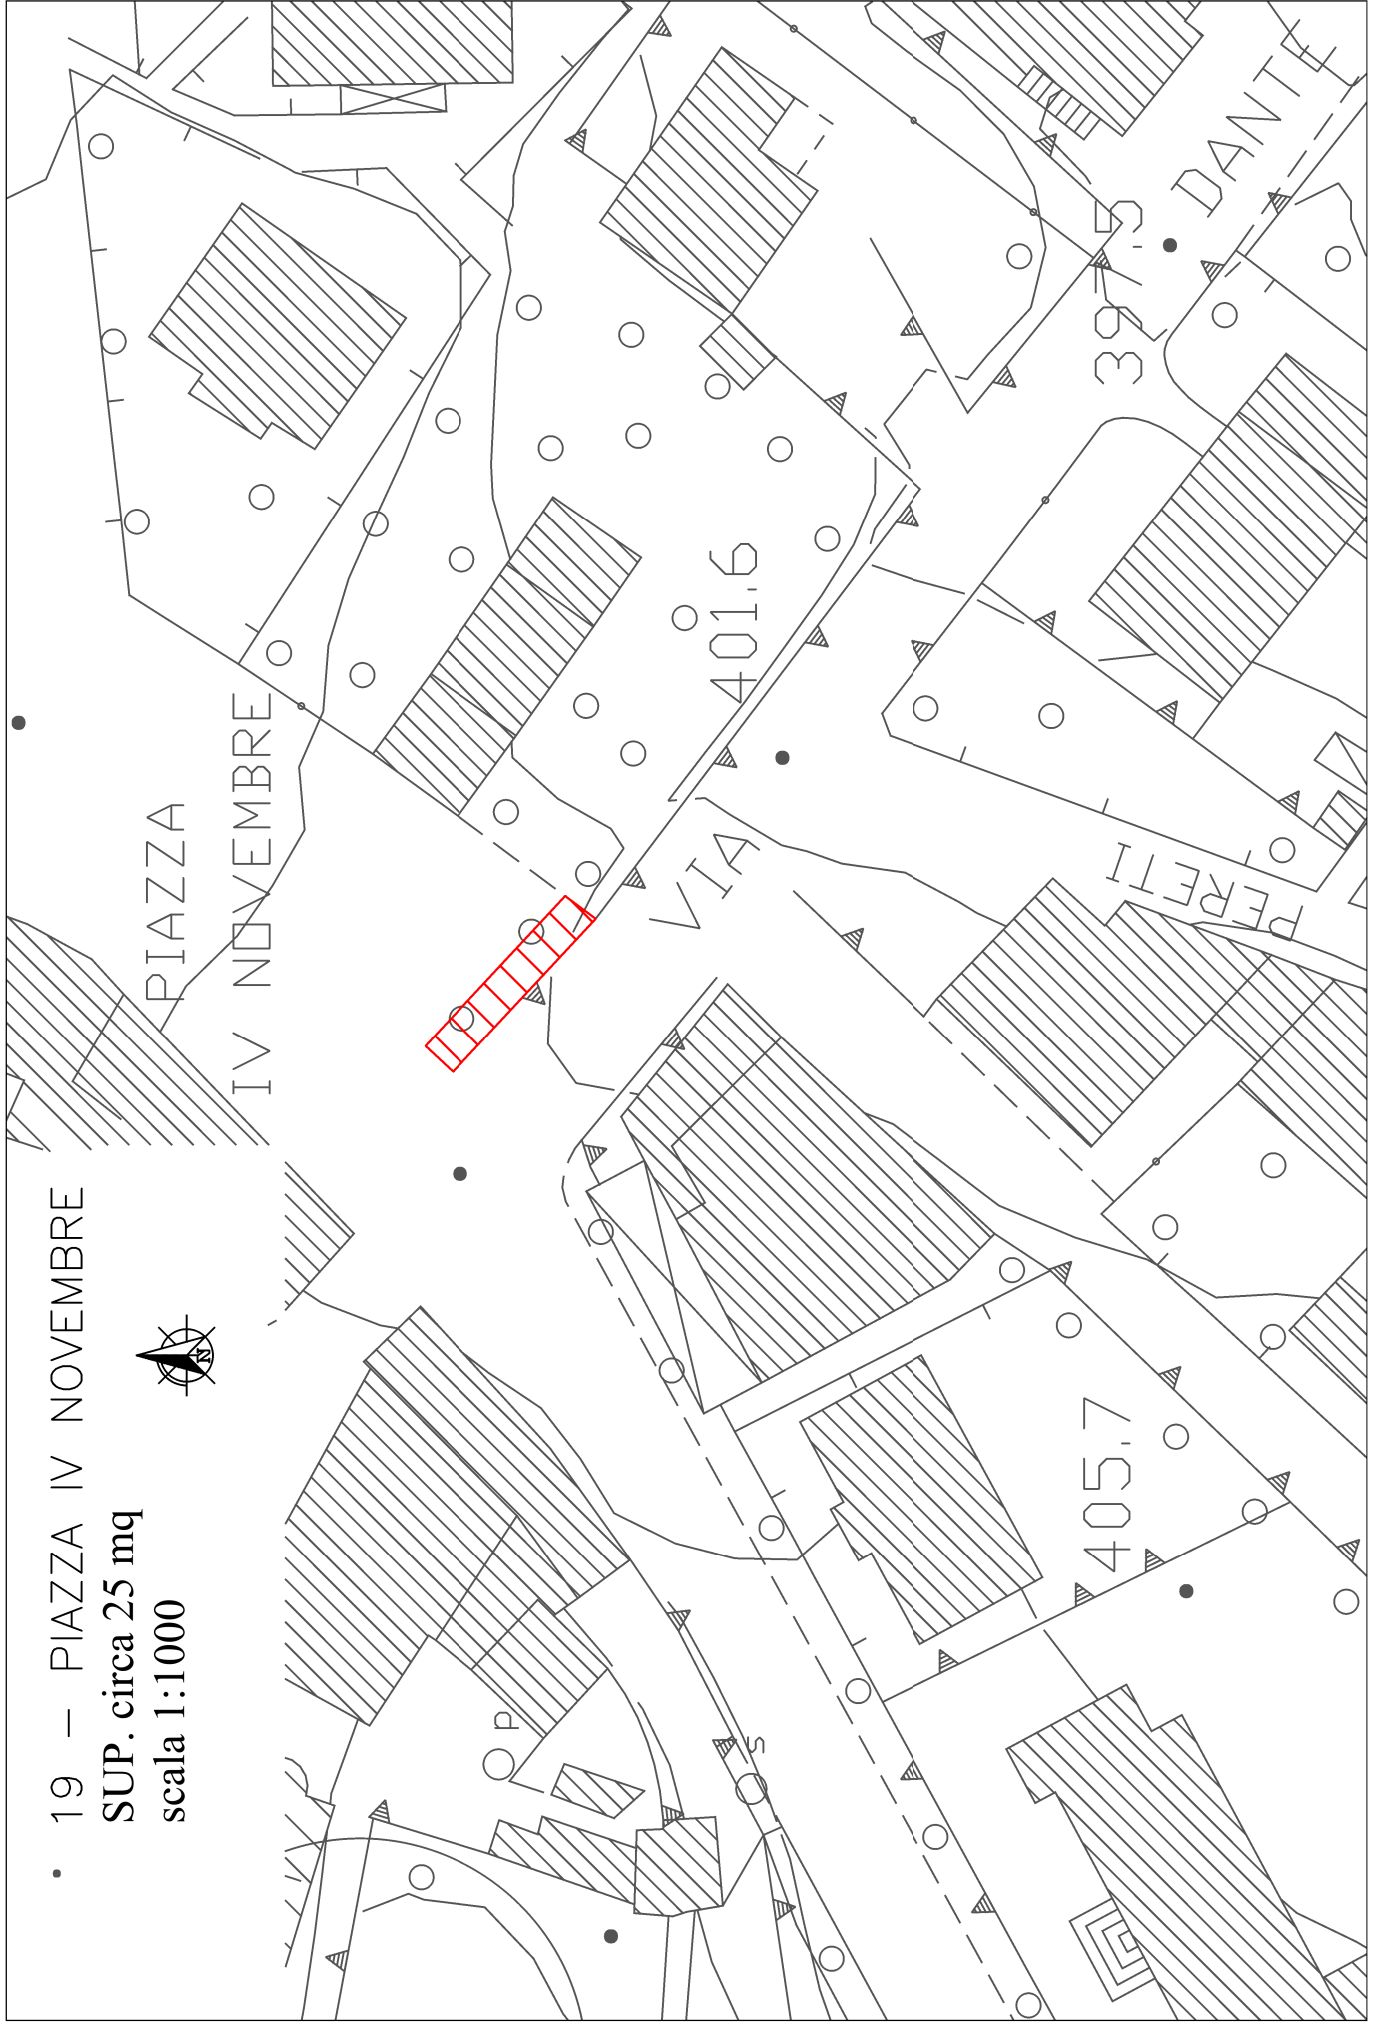 19 – PIAZZA IV NOVEMBRE
SUP. circa 25 mq
scala 1:1000
N
PIAZZA
IV NOVEMBRE
401.6
VIA
DANTE
397.5
PERETI
405.7
p
s